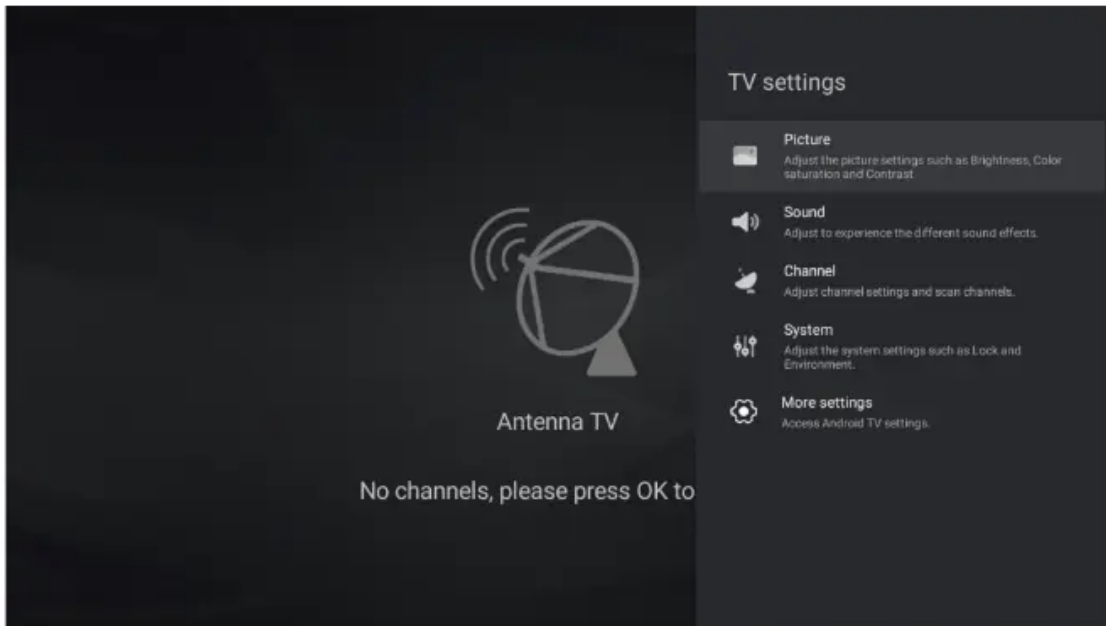 TV settings
Picture
Adjust the picture settings such as Brightness, Color
saturation and Contrast
Sound
Adjust to experience the different sound effects.
Channel
Adjust channel settings and scan channels.
System
Adjust the system settings such as Lock and
Environment.
More settings
Access Android TV settings.
Antenna TV
No channels, please press OK to